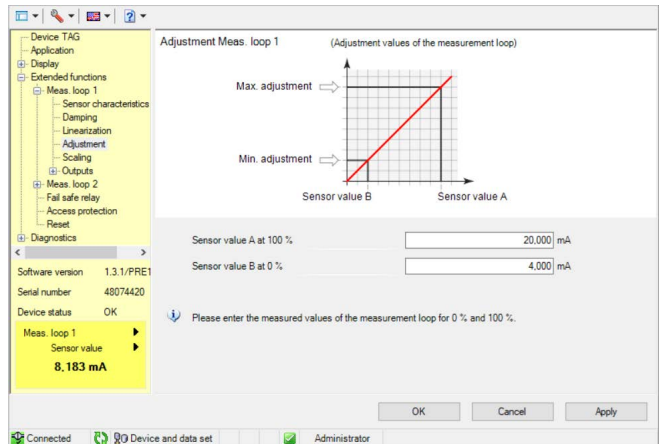 Device TAG
Application
Display
Extended functions
Meas. loop 1
Sensor characteristics
Damping
Linearization
Adjustment
Scaling
Outputs
Meas. loop 2
Fail safe relay
Access protection
Reset
Diagnostics
Software version 1.3.1/PRE1
Serial number 48074420
Device status OK
Meas. loop 1
Sensor value
8,183 mA
Adjustment Meas. loop 1 (Adjustment values of the measurement loop)
Max. adjustment
Min. adjustment
Sensor value B Sensor value A
Sensor value A at 100 % 20,000 mA
Sensor value B at 0 % 4,000 mA
Please enter the measured values of the measurement loop for 0 % and 100 %.
OK Cancel Apply
Connected Device and data set Administrator